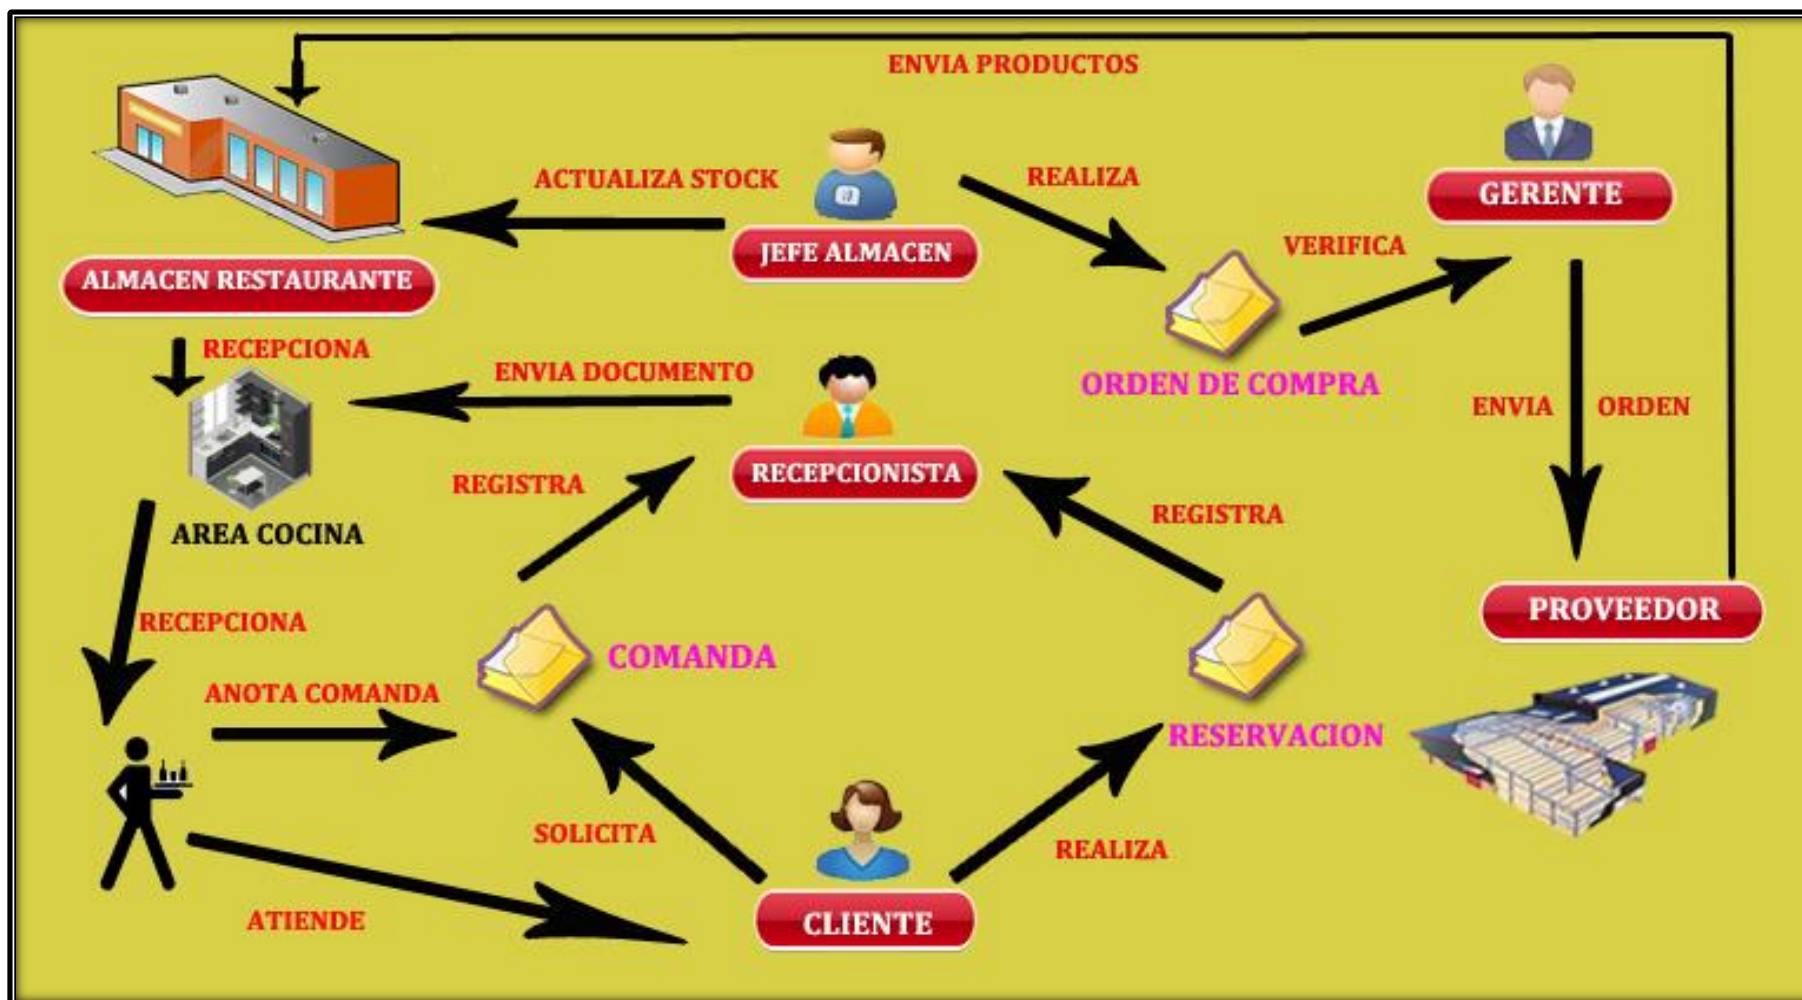 ENVIA PRODUCTOS
ACTUALIZA STOCK
REALIZA
GERENTE
JEFE ALMACEN
VERIFICA
ALMACEN RESTAURANTE
RECEPCIONA
ENVIA DOCUMENTO
ORDEN DE COMPRA
ENVIA ORDEN
REGISTRA
RECEPCIONISTA
REGISTRA
AREA COCINA
PROVEEDOR
RECEPCIONA
COMANDA
ANOTA COMANDA
RESERVACION
SOLICITA
REALIZA
ATIENDE
CLIENTE